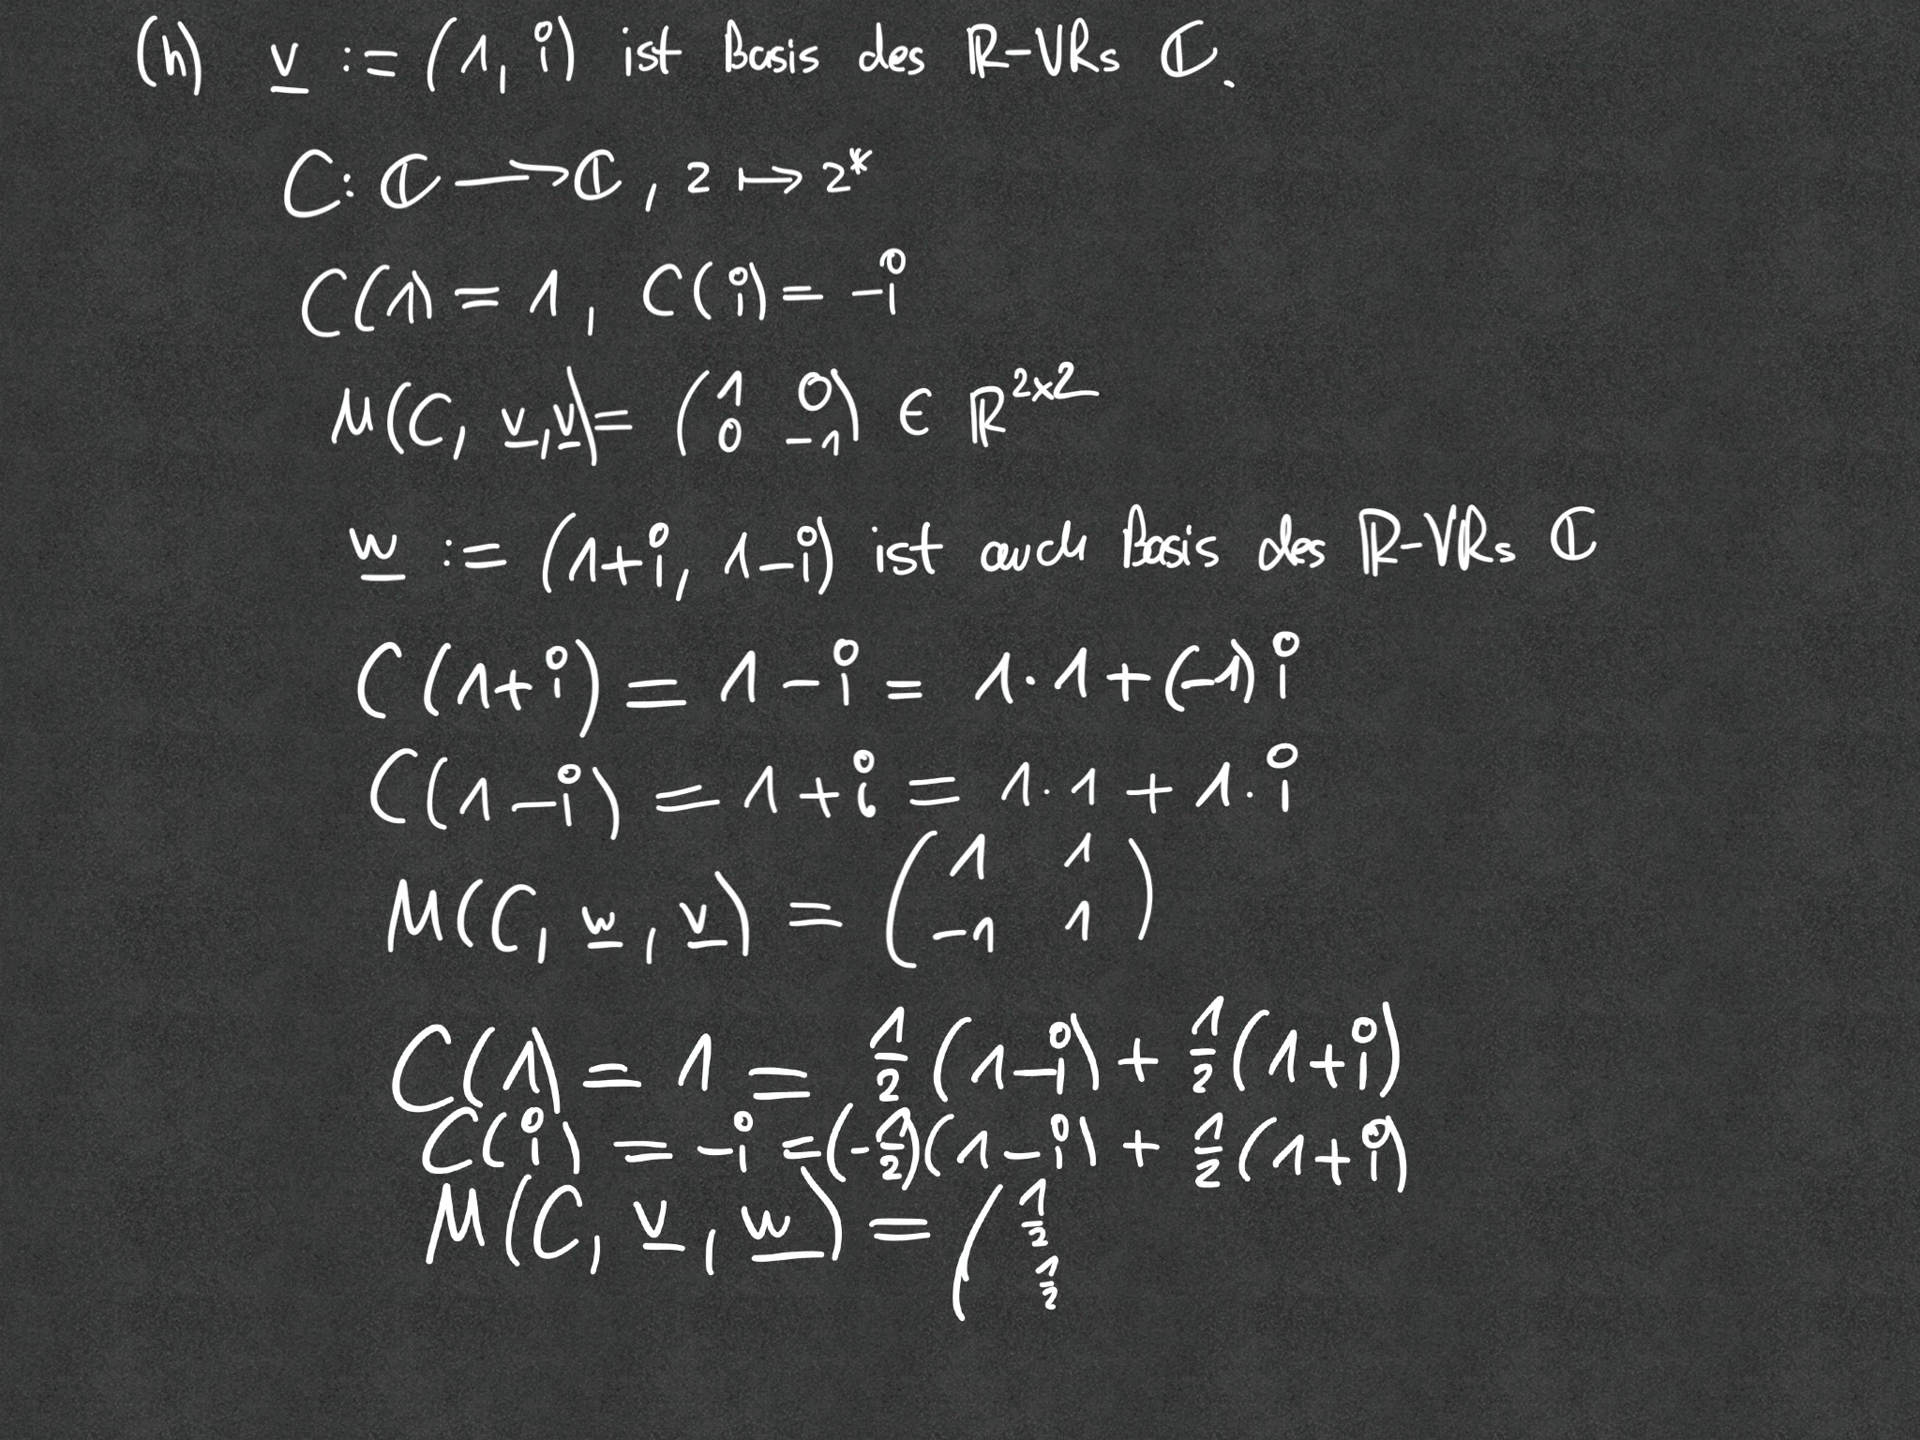 (h) v := (1, i) ist Basis des ℝ-VRs ℂ.
C: ℂ ⟶ ℂ, z ↦ z*
C(1) = 1, C(i) = -i
M(C, v, v) = (1 0 0 -1) ∈ ℝ^{2x2}
w := (1+i, 1-i) ist auch Basis des ℝ-VRs ℂ
C(1+i) = 1-i = 1·1+(-1)i
C(1-i) = 1+i = 1·1+1·i
M(C, w, v) = (1 1 -1 1)
C(1) = 1 = 1/2 (1-i) + 1/2 (1+i)
C(i) = -i = (-1/2)(1-i) + 1/2 (1+i)
M(C, v, w) = ( 1/2 1/2